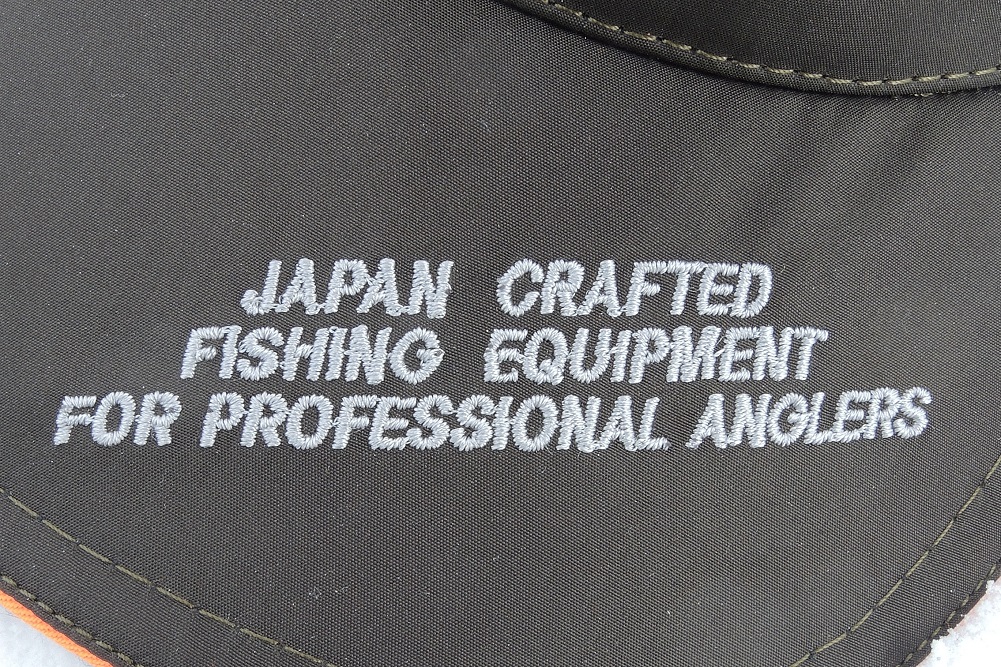 JAPAN CRAFTED
FISHING EQUIPMENT
FOR PROFESSIONAL ANGLERS